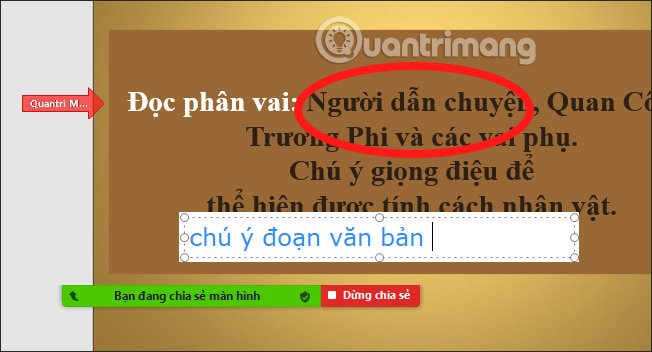 Quantrimang
Quantri M...
Đọc phân vai: Người dẫn chuyện, Quan Cô
Trương Phi và các vai phụ.
Chú ý giọng điệu để
thể hiện được tính cách nhân vật.
chú ý đoạn văn bản
Bạn đang chia sẻ màn hình
Dừng chia sẻ